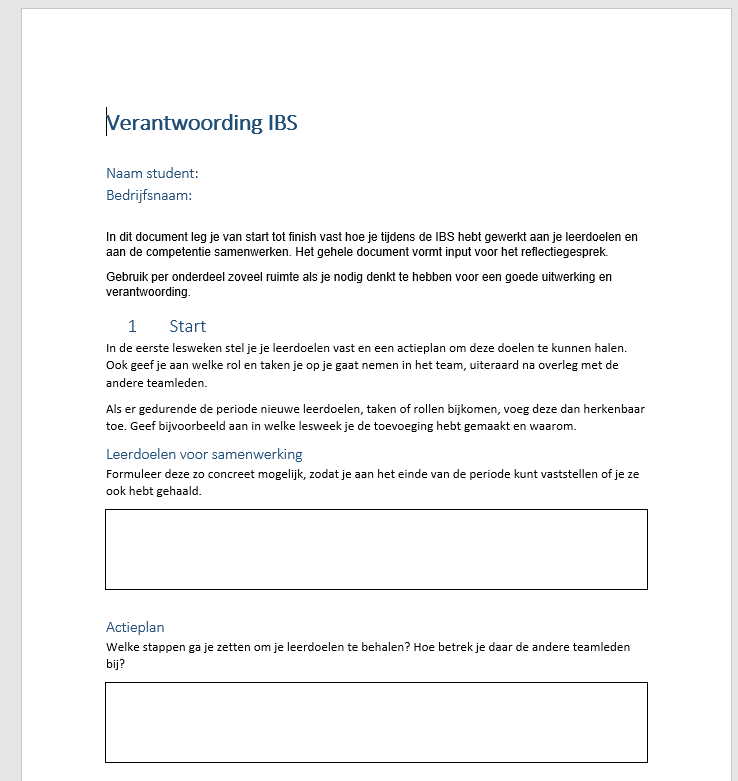 Verantwoording IBS
Naam student:
Bedrijfsnaam:
In dit document leg je van start tot finish vast hoe je tijdens de IBS hebt gewerkt aan je leerdoelen en
aan de competentie samenwerken. Het gehele document vormt input voor het reflectiegesprek.
Gebruik per onderdeel zoveel ruimte als je nodig denkt te hebben voor een goede uitwerking en
verantwoording.
1 Start
In de eerste lesweken stel je je leerdoelen vast en een actieplan om deze doelen te kunnen halen.
Ook geef je aan welke rol en taken je op je gaat nemen in het team, uiteraard na overleg met de
andere teamleden.
Als er gedurende de periode nieuwe leerdoelen, taken of rollen bijkomen, voeg deze dan herkenbaar
toe. Geef bijvoorbeeld aan in welke lesweek je de toevoeging hebt gemaakt en waarom.
Leerdoelen voor samenwerking
Formuleer deze zo concreet mogelijk, zodat je aan het einde van de periode kunt vaststellen of je ze
ook hebt gehaald.
Actieplan
Welke stappen ga je zetten om je leerdoelen te behalen? Hoe betrek je daar de andere teamleden
bij?